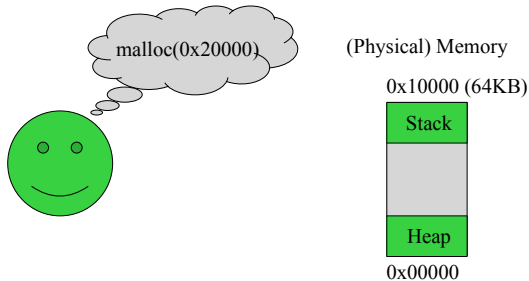 malloc(0x20000)
(Physical) Memory
0x10000 (64KB)
Stack
Heap
0x00000